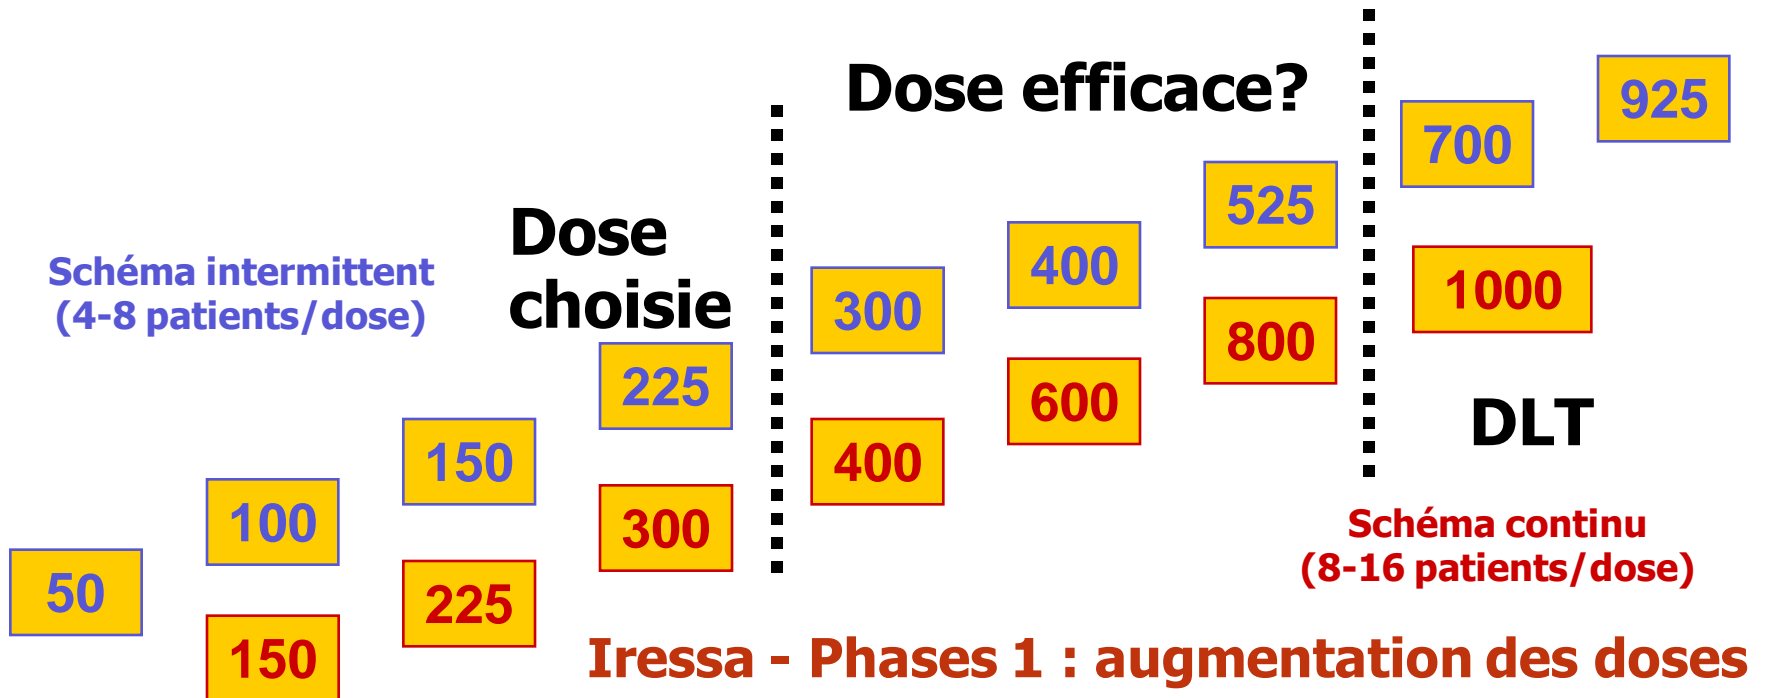 Dose efficace?
925
700
525
Dose
choisie
400
Schéma intermittent
(4-8 patients/dose)
300
1000
800
225
600
150
400
DLT
100
300
50
225
150
Schéma continu
(8-16 patients/dose)
Iressa - Phases 1 : augmentation des doses